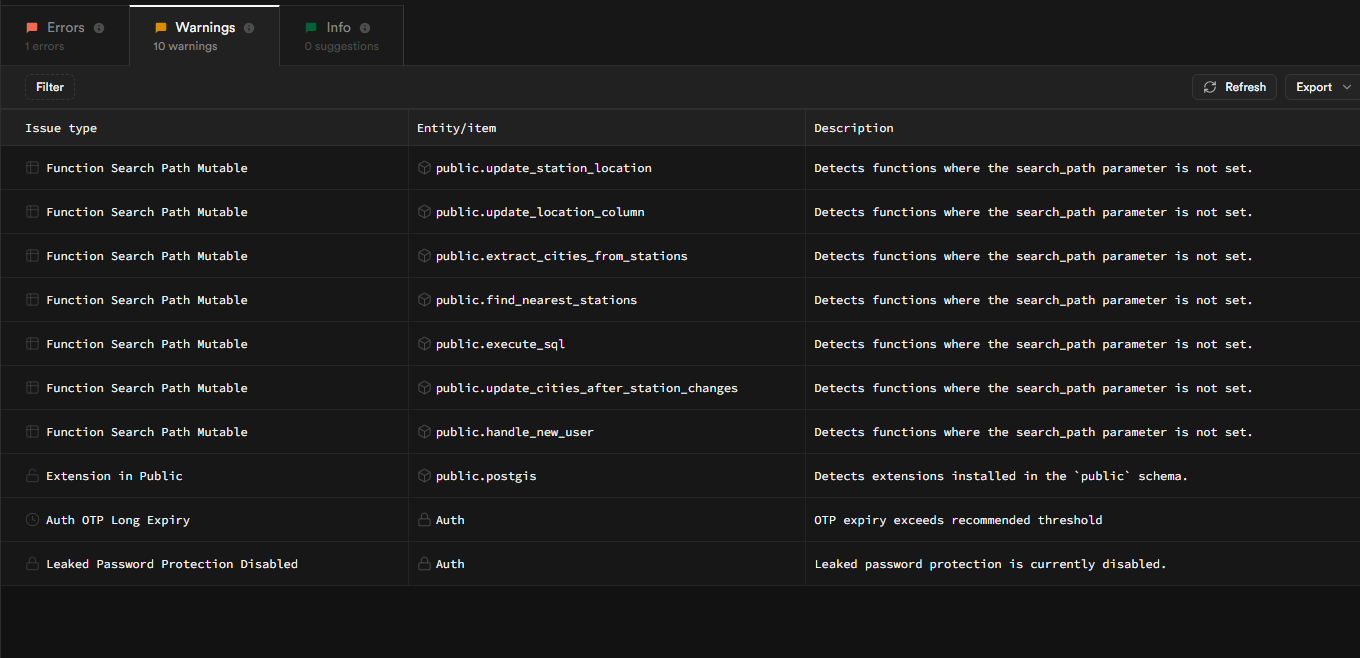 Errors
1 errors
Warnings
10 warnings
Info
0 suggestions
Filter
Refresh
Export
Issue type Entity/item Description
Function Search Path Mutable public.update_station_location Detects functions where the search_path parameter is not set.
Function Search Path Mutable public.update_location_column Detects functions where the search_path parameter is not set.
Function Search Path Mutable public.extract_cities_from_stations Detects functions where the search_path parameter is not set.
Function Search Path Mutable public.find_nearest_stations Detects functions where the search_path parameter is not set.
Function Search Path Mutable public.execute_sql Detects functions where the search_path parameter is not set.
Function Search Path Mutable public.update_cities_after_station_changes Detects functions where the search_path parameter is not set.
Function Search Path Mutable public.handle_new_user Detects functions where the search_path parameter is not set.
Extension in Public public.postgis Detects extensions installed in the `public` schema.
Auth OTP Long Expiry Auth OTP expiry exceeds recommended threshold
Leaked Password Protection Disabled Auth Leaked password protection is currently disabled.